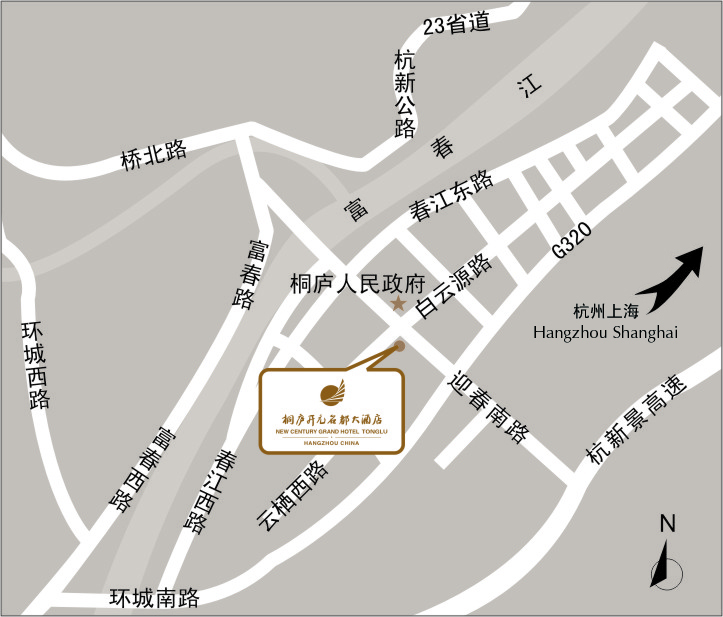 23省道
杭新公路
富春江
桥北路
春江东路
富春路
G320
桐庐人民政府
白云源路
杭州上海
Hangzhou Shanghai
环城西路
迎春南路
杭新景高速
桐庐开元名都大酒店
NEW CENTURY GRAND HOTEL TONGLU
HANGZHOU CHINA
富春西路
春江西路
云栖西路
N
环城南路